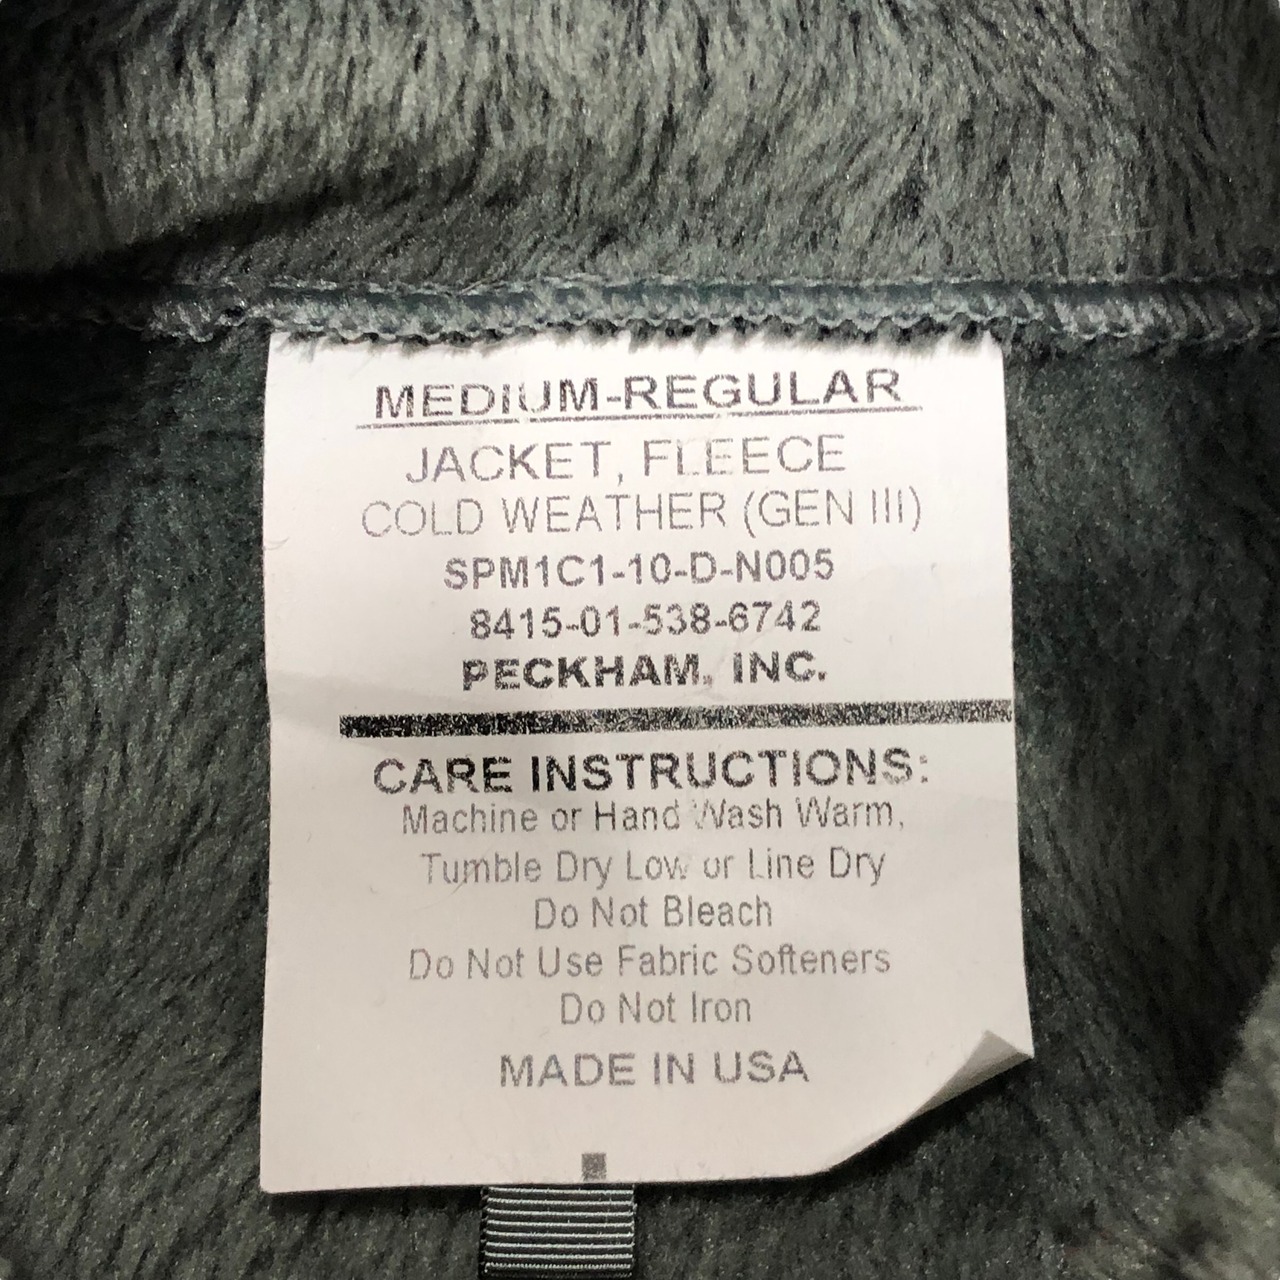 MEDIUM-REGULAR
JACKET, FLEECE
COLD WEATHER (GEN III)
SPM1C1-10-D-N005
8415-01-538-6742
PECKHAM, INC.
CARE INSTRUCTIONS:
Machine or Hand Wash Warm,
Tumble Dry Low or Line Dry
Do Not Bleach
Do Not Use Fabric Softeners
Do Not Iron
MADE IN USA